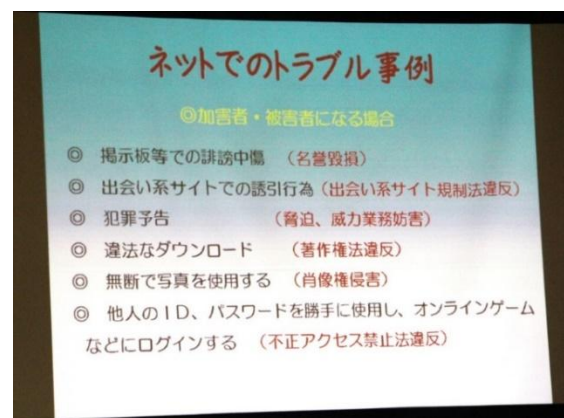 ネットでのトラブル事例
◎加害者・被害者になる場合
◎ 掲示板等での誹謗中傷 （名誉毀損）
◎ 出会い系サイトでの誘引行為（出会い系サイト規制法違反）
◎ 犯罪予告 （脅迫、威力業務妨害）
◎ 違法なダウンロード （著作権法違反）
◎ 無断で写真を使用する （肖像権侵害）
◎ 他人のＩＤ、パスワードを勝手に使用し、オンラインゲーム
などにログインする （不正アクセス禁止法違反）